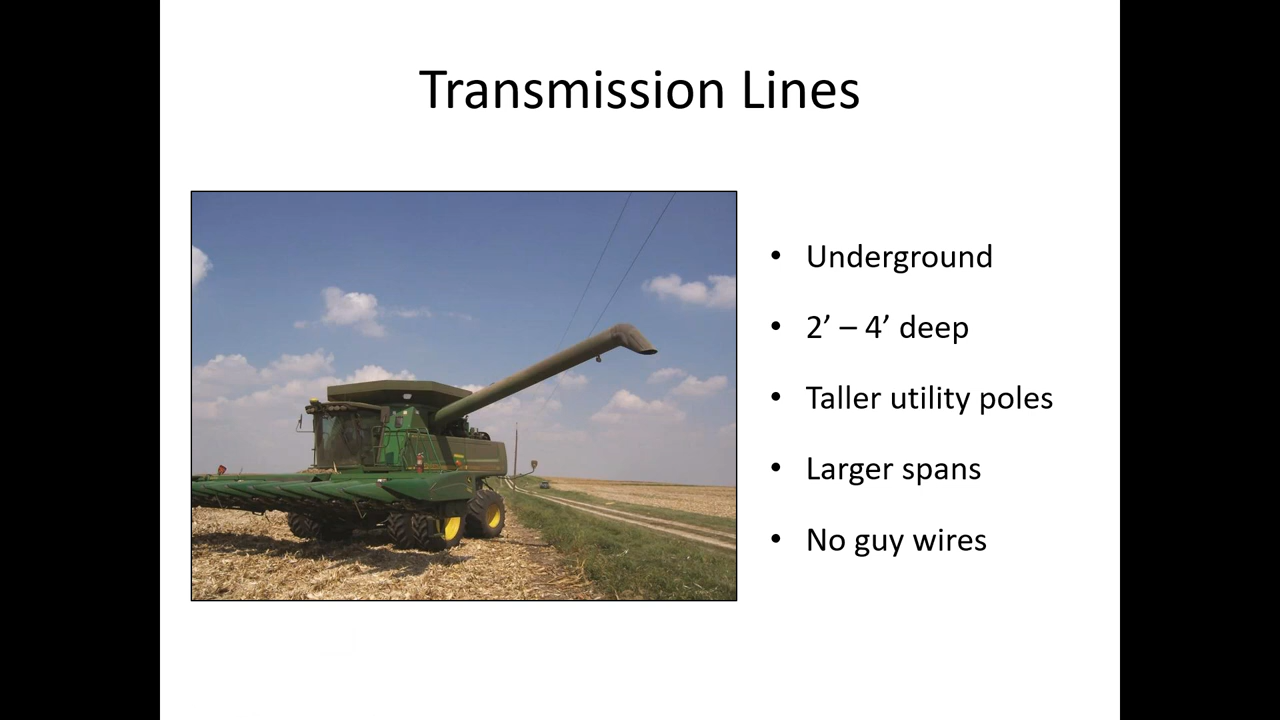 Transmission Lines
• Underground
• 2’ – 4’ deep
• Taller utility poles
• Larger spans
• No guy wires